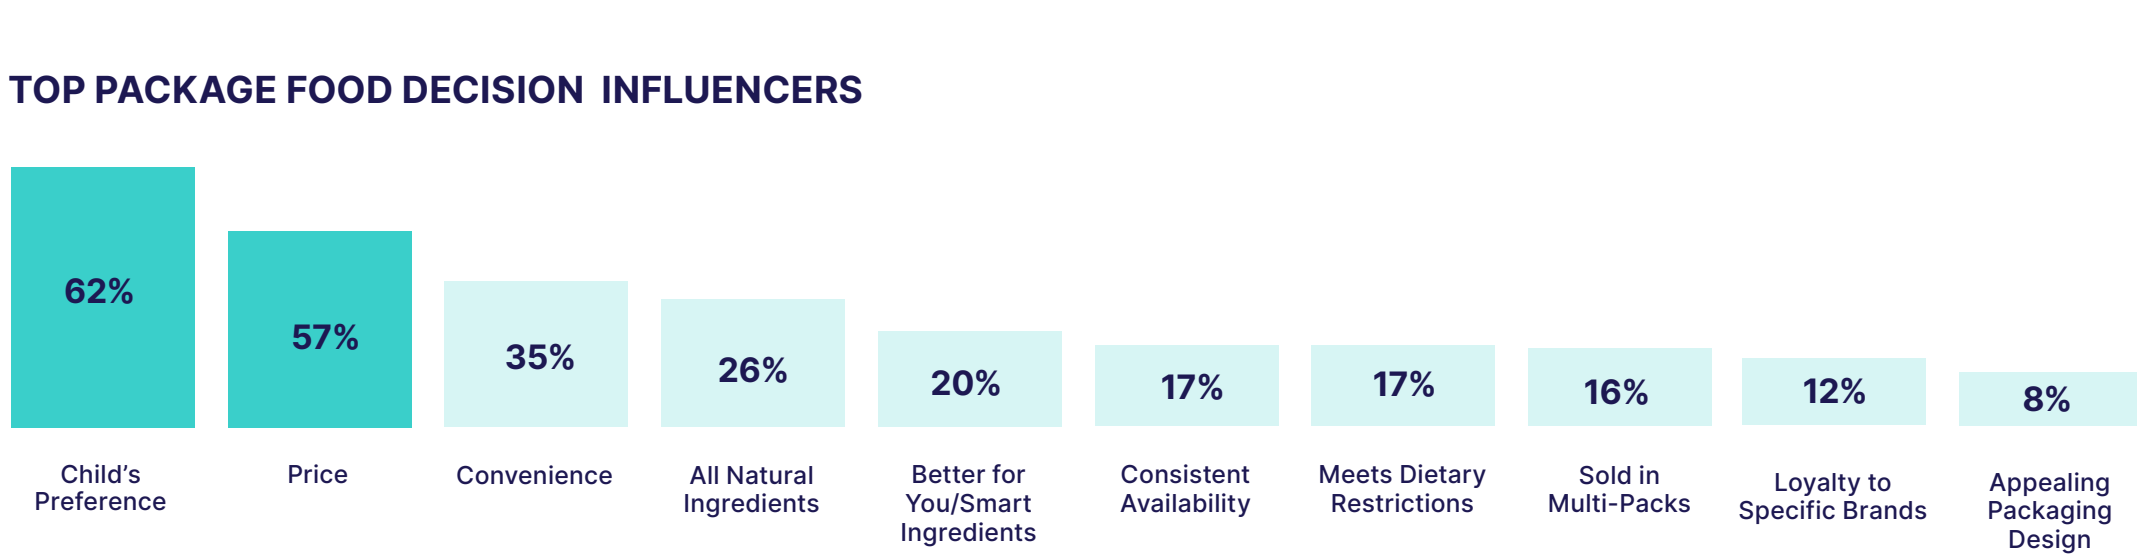 TOP PACKAGE FOOD DECISION  INFLUENCERS
62%
57%
35%
26%
20%
17%
17%
16%
12%
8%
Child’s
Preference
Price
Convenience
All Natural
Ingredients
Better for
You/Smart
Ingredients
Consistent
Availability
Meets Dietary
Restrictions
Sold in
Multi-Packs
Loyalty to
Specific Brands
Appealing
Packaging
Design